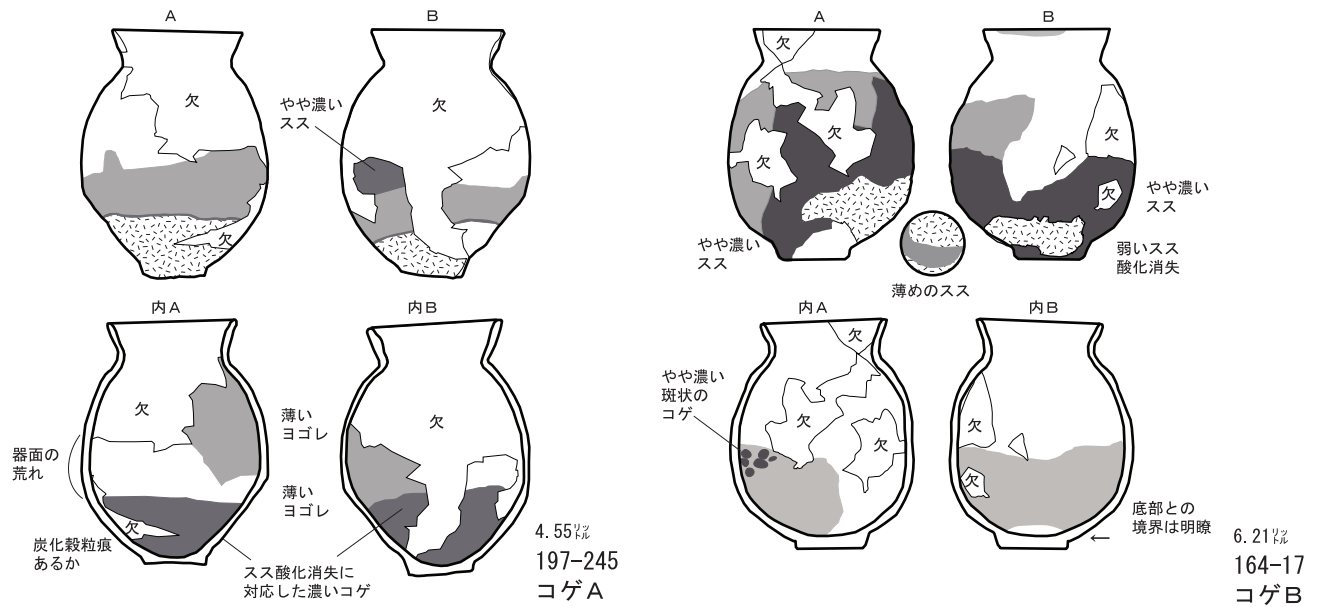 A
B
欠
欠
やや濃い
スス
欠
内A
内B
欠
欠
薄い
ヨゴレ
器面の
荒れ
薄い
ヨゴレ
欠
炭化穀粒痕
あるか
スス酸化消失に
対応した濃いコゲ
4.55リットル
197-245
コゲA
A
B
欠
欠
欠
欠
欠
やや濃い
スス
やや濃い
スス
弱いスス
酸化消失
薄めのスス
内A
内B
欠
やや濃い
斑状の
コゲ
欠
欠
欠
欠
底部との
境界は明瞭
←
6.21リットル
164-17
コゲB